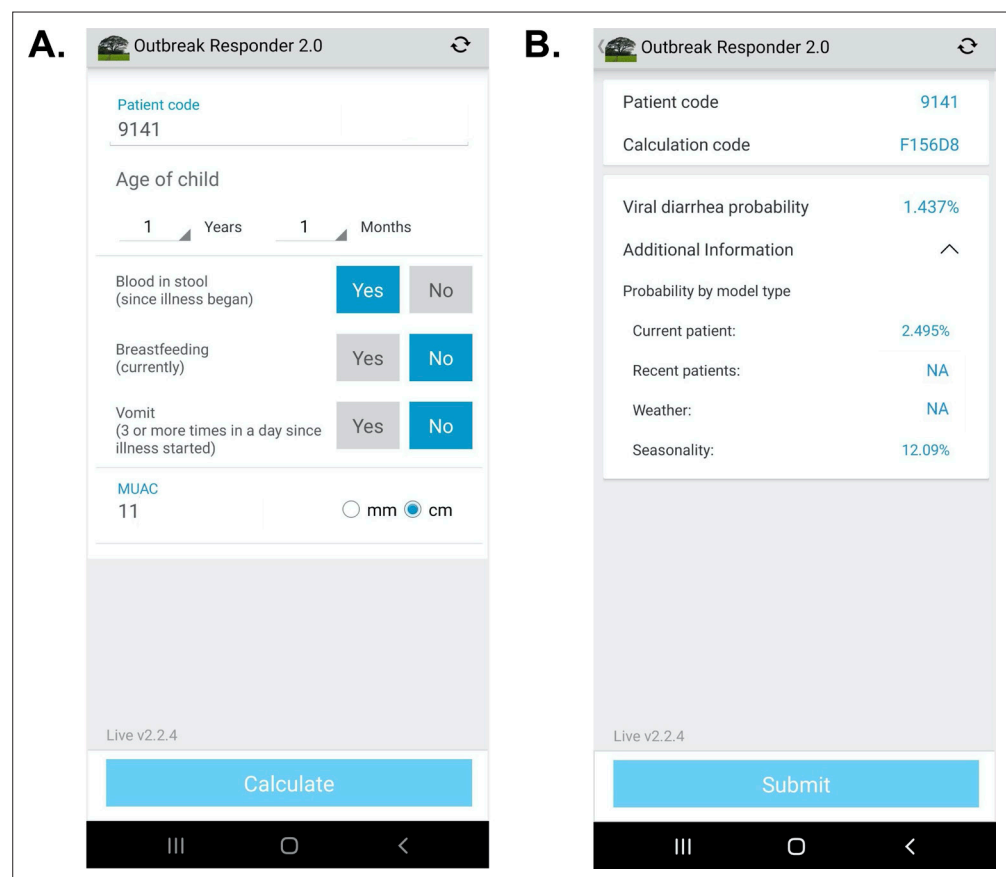 A.
Outbreak Responder 2.0
Patient code
9141
Age of child
1 Years 1 Months
Blood in stool
(since illness began)
Yes No
Breastfeeding
(currently)
Yes No
Vomit
(3 or more times in a day since
illness started)
Yes No
MUAC
11 mm cm
Live v2.2.4
Calculate
B.
Outbreak Responder 2.0
Patient code 9141
Calculation code F156D8
Viral diarrhea probability 1.437%
Additional Information
Probability by model type
Current patient: 2.495%
Recent patients: NA
Weather: NA
Seasonality: 12.09%
Live v2.2.4
Submit